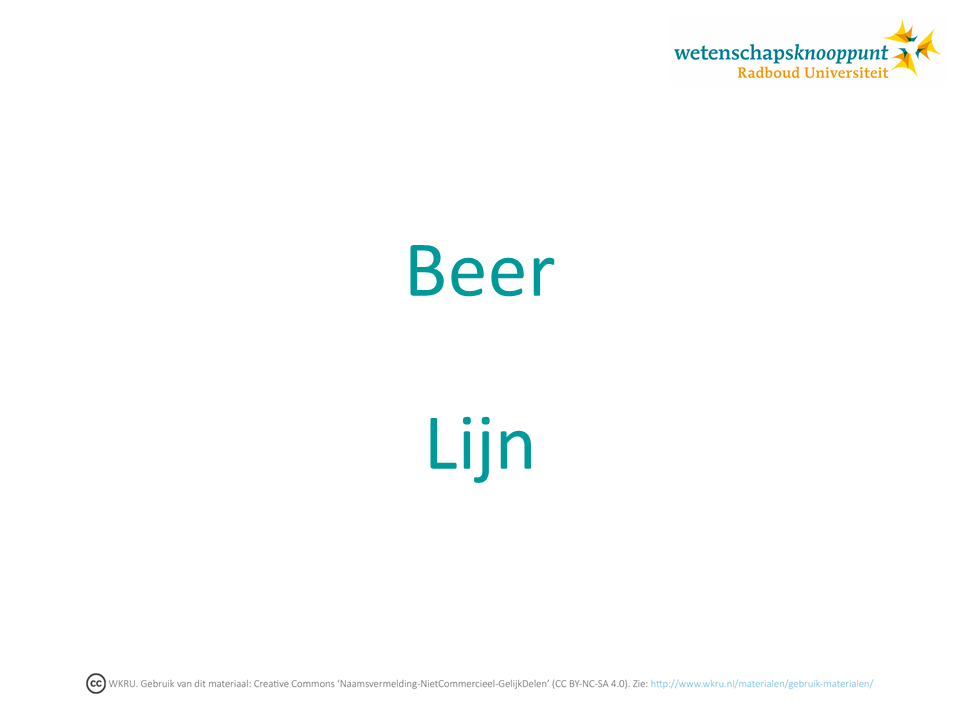 wetenschapsknooppunt
Radboud Universiteit
Beer
Lijn
cc WKRU. Gebruik van dit materiaal: Creative Commons ‘Naamsvermelding-NietCommercieel-GelijkDelen’ (CC BY-NC-SA 4.0). Zie: http://www.wkru.nl/materialen/gebruik-materialen/